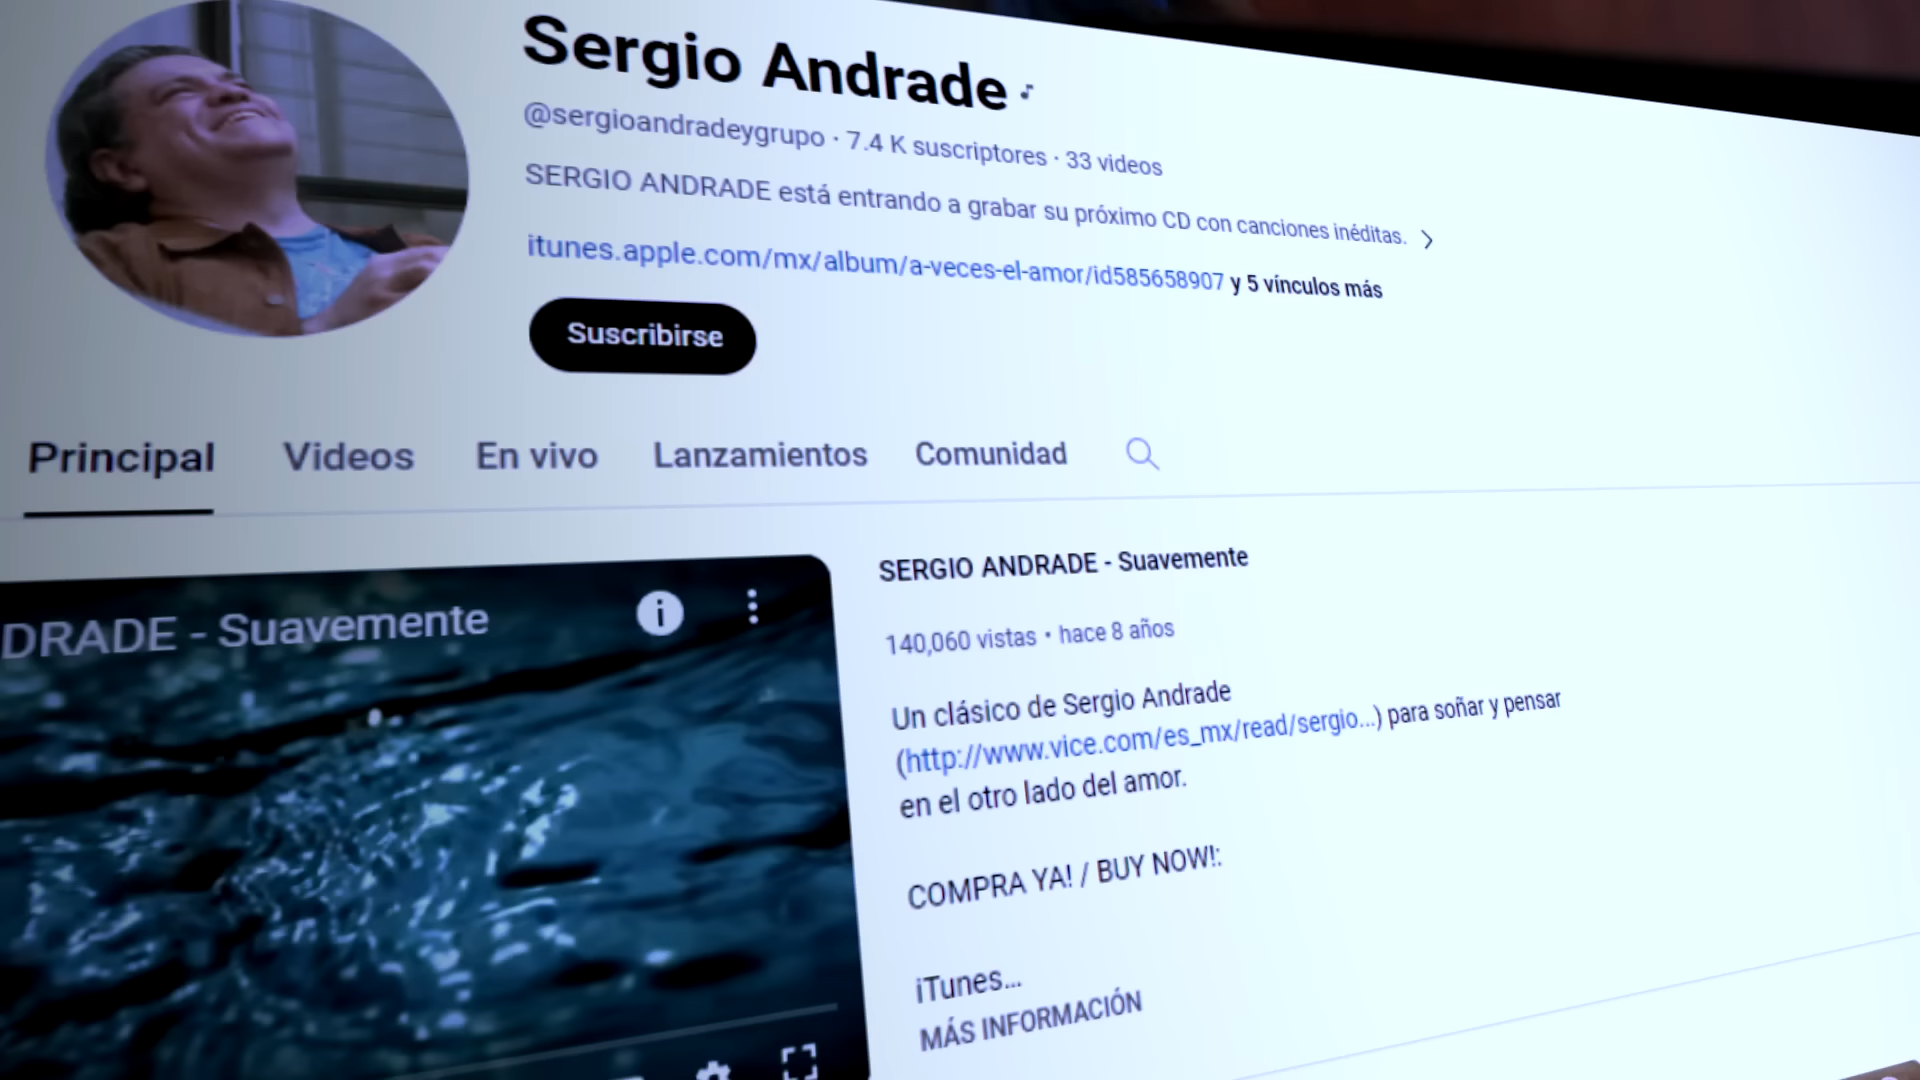 Sergio Andrade
@sergioandradeygrupo · 7.4 K suscriptores · 33 videos
SERGIO ANDRADE está entrando a grabar su próximo CD con canciones inéditas.
itunes.apple.com/mx/album/a-veces-el-amor/id585658907 y 5 vínculos más
Suscribirse
Principal Videos En vivo Lanzamientos Comunidad
DRADE - Suavemente
SERGIO ANDRADE - Suavemente
140,060 vistas • hace 8 años
Un clásico de Sergio Andrade
(http://www.vice.com/es_mx/read/sergio...) para soñar y pensar
en el otro lado del amor.
COMPRA YA! / BUY NOW!:
iTunes...
MÁS INFORMACIÓN